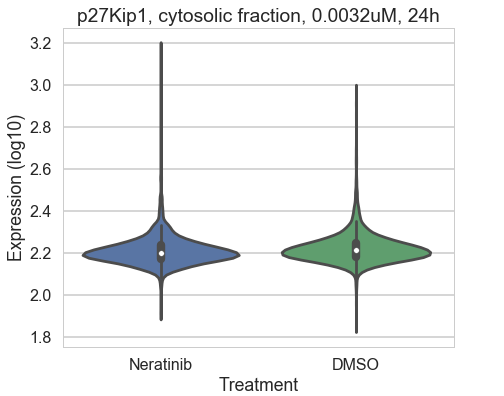 p27Kip1, cytosolic fraction, 0.0032uM, 24h
Expression (log10)
3.2
3.0
2.8
2.6
2.4
2.2
2.0
1.8
Neratinib DMSO
Treatment